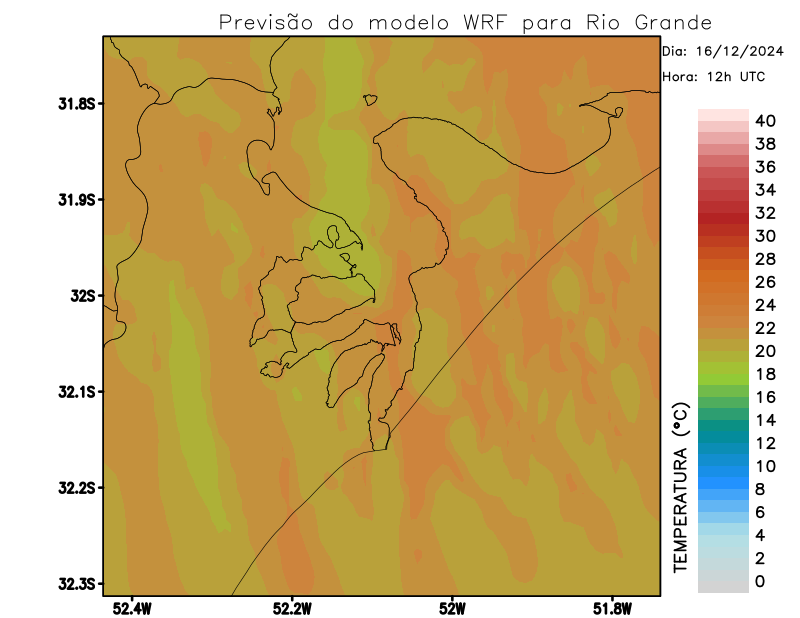 Previsão do modelo WRF para Rio Grande
Dia: 16/12/2024
Hora: 12h UTC
31.8S
31.9S
32S
32.1S
32.2S
32.3S
52.4W
52.2W
52W
51.8W
40
38
36
34
32
30
28
26
24
22
20
18
16
14
12
10
8
6
4
2
0
TEMPERATURA (°C)